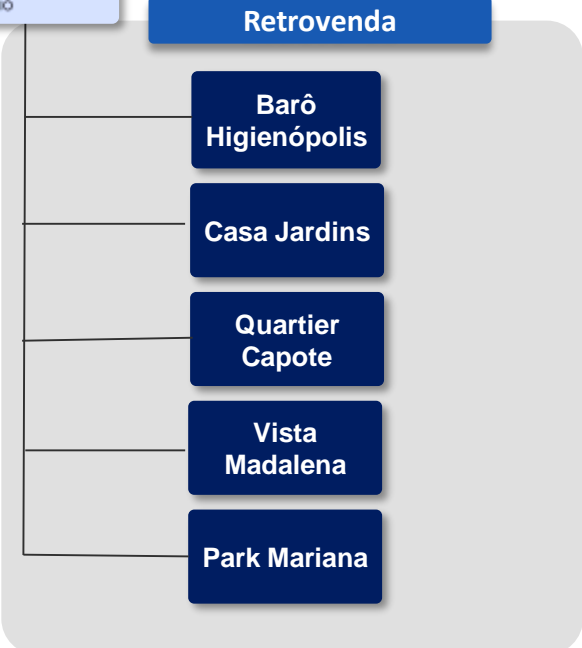 Retrovenda
Barô
Higienópolis
Casa Jardins
Quartier
Capote
Vista
Madalena
Park Mariana